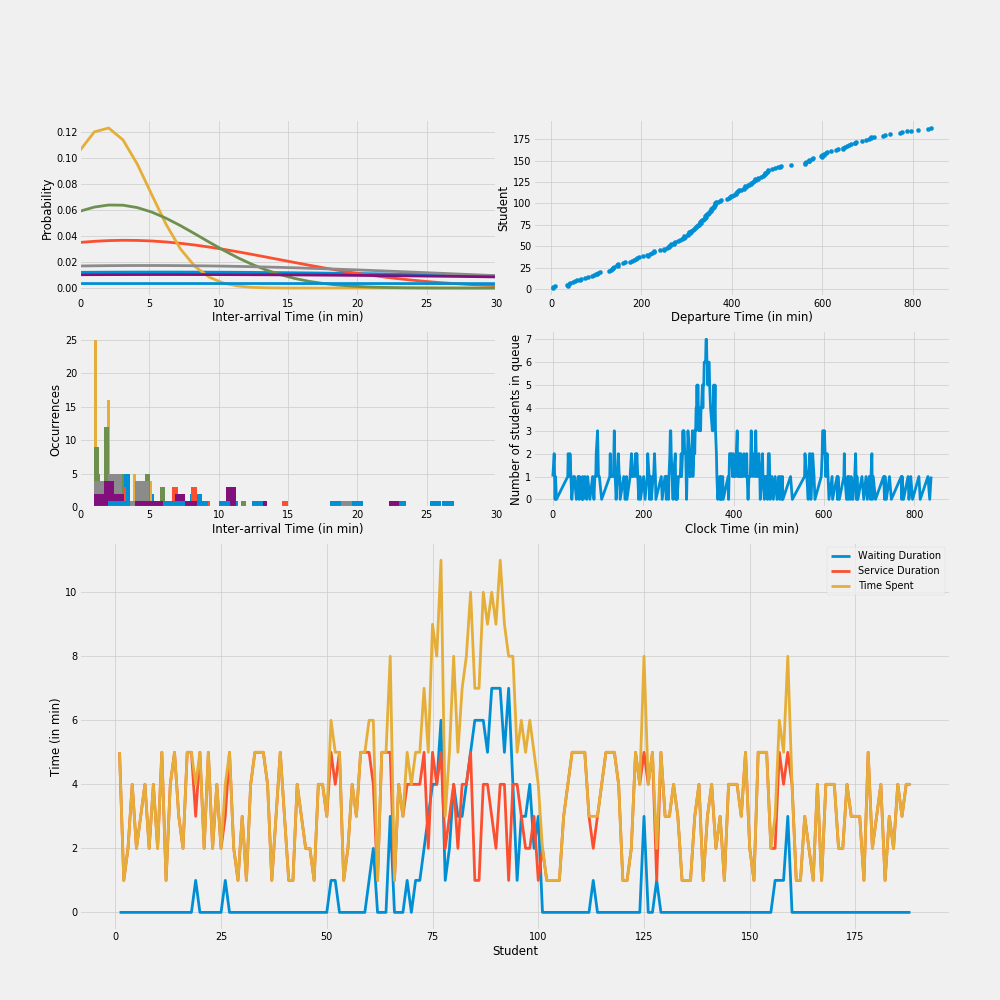 Probability
0.12
0.10
0.08
0.06
0.04
0.02
0.00
0 5 10 15 20 25 30
Inter-arrival Time (in min)
Student
175
150
125
100
75
50
25
0
0 200 400 600 800
Departure Time (in min)
Occurrences
25
20
15
10
5
0
0 5 10 15 20 25 30
Inter-arrival Time (in min)
Number of students in queue
7
6
5
4
3
2
1
0
0 200 400 600 800
Clock Time (in min)
Waiting Duration
Service Duration
Time Spent
Time (in min)
10
8
6
4
2
0
0 25 50 75 100 125 150 175
Student